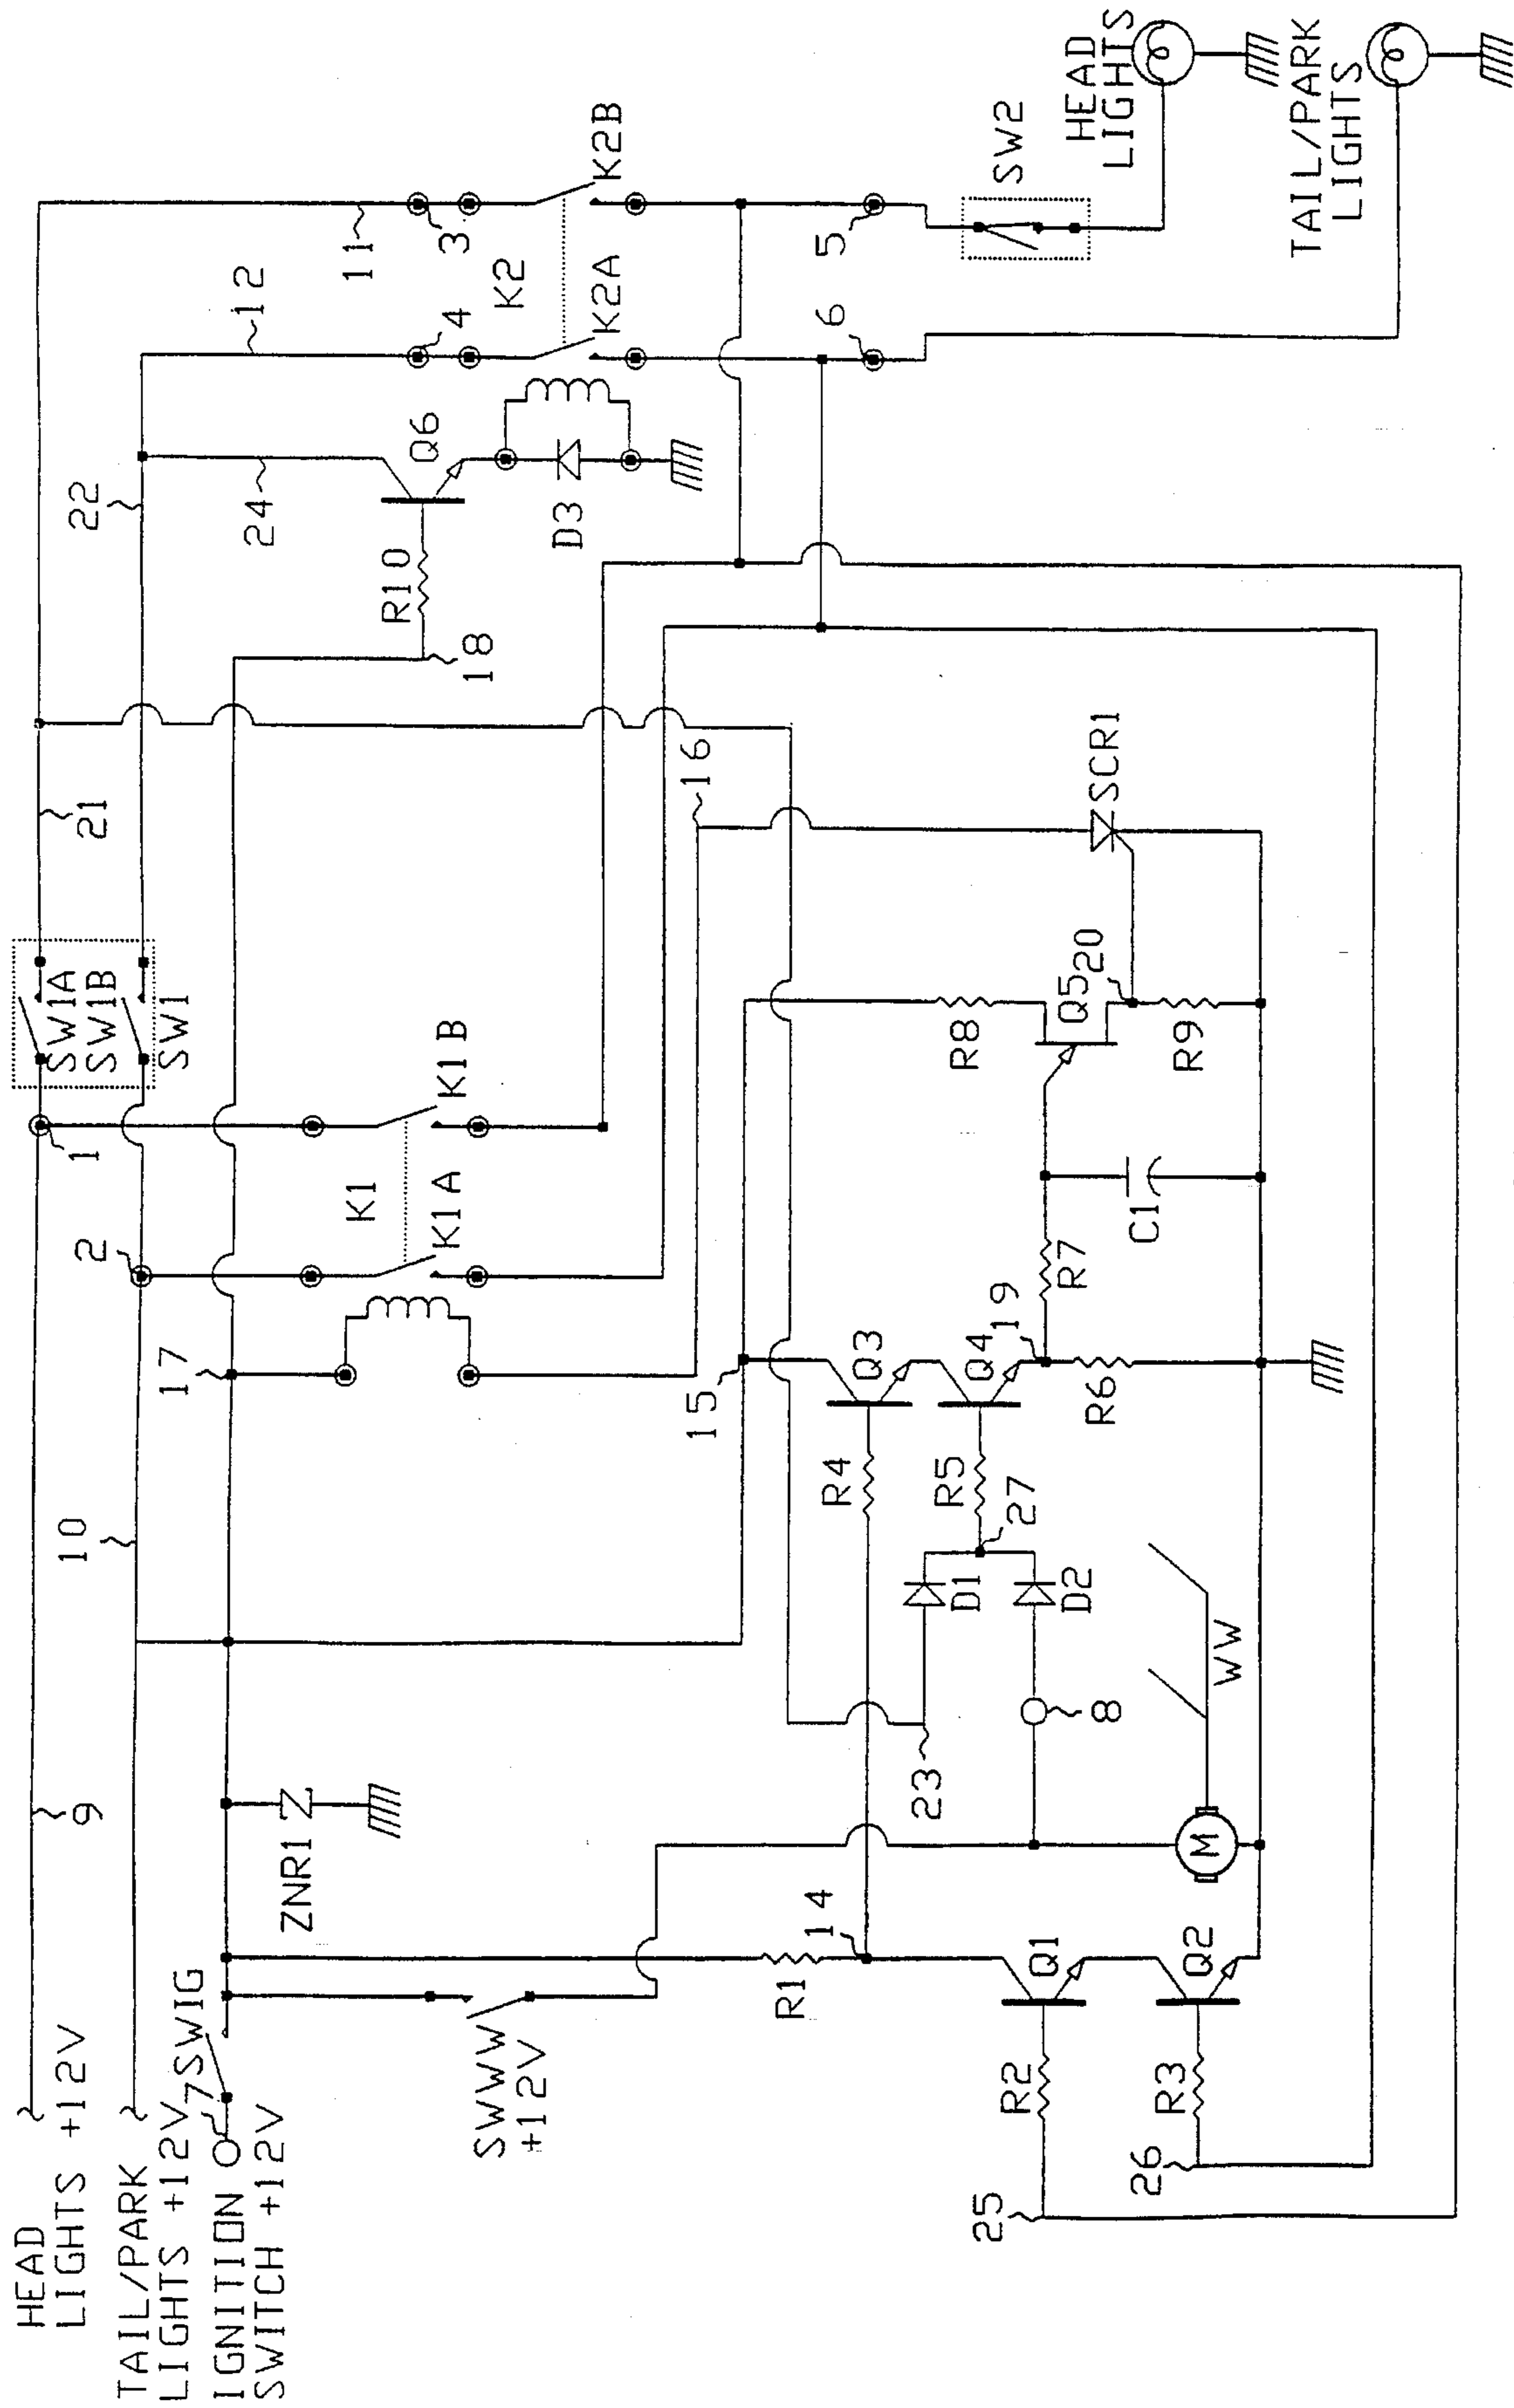 HEAD
LIGHTS +12V
TAIL/PARK
LIGHTS +12V
IGNITION
SWITCH +12V
7
SWIG
SWWW
+12V
9
10
ZNR1
17
2
1
SW1A
SW1B
SW1
21
22
24
12
11
K1
K1A
K1B
18
R10
Q6
D3
4
3
K2
K2A
K2B
6
5
SW2
HEAD
LIGHTS
TAIL/PARK
LIGHTS
16
SCR1
15
Q3
Q4
R4
R5
27
D1
D2
23
8
19
R6
R7
C1
R8
Q5
20
R9
WW
M
R1
14
Q1
Q2
R2
R3
25
26